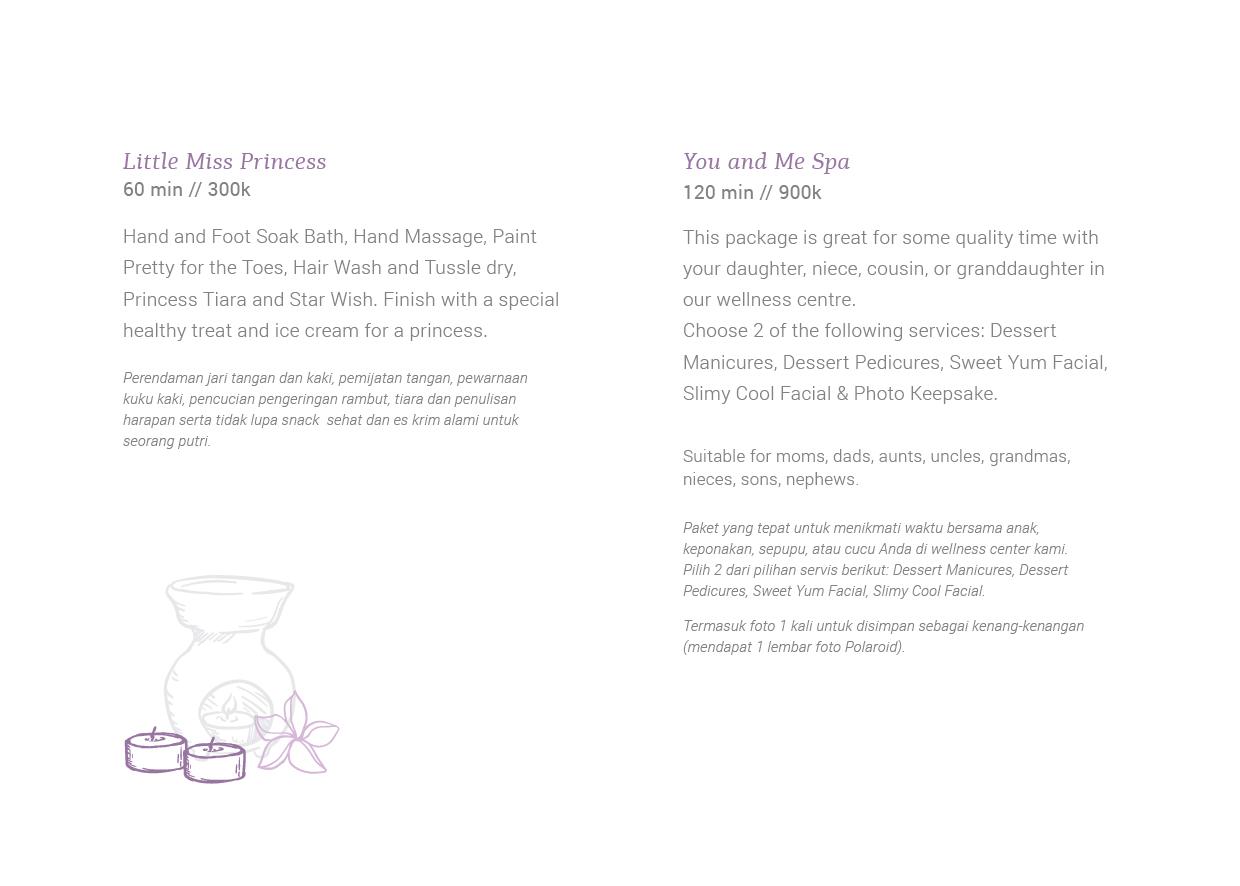 Little Miss Princess
60 min // 300k
Hand and Foot Soak Bath, Hand Massage, Paint
Pretty for the Toes, Hair Wash and Tussle dry,
Princess Tiara and Star Wish. Finish with a special
healthy treat and ice cream for a princess.
Perendaman jari tangan dan kaki, pemijatan tangan, pewarnaan
kuku kaki, pencucian pengeringan rambut, tiara dan penulisan
harapan serta tidak lupa snack  sehat dan es krim alami untuk
seorang putri.
You and Me Spa
120 min // 900k
This package is great for some quality time with
your daughter, niece, cousin, or granddaughter in
our wellness centre.
Choose 2 of the following services: Dessert
Manicures, Dessert Pedicures, Sweet Yum Facial,
Slimy Cool Facial & Photo Keepsake.
Suitable for moms, dads, aunts, uncles, grandmas,
nieces, sons, nephews.
Paket yang tepat untuk menikmati waktu bersama anak,
keponakan, sepupu, atau cucu Anda di wellness center kami.
Pilih 2 dari pilihan servis berikut: Dessert Manicures, Dessert
Pedicures, Sweet Yum Facial, Slimy Cool Facial.
Termasuk foto 1 kali untuk disimpan sebagai kenang-kenangan
(mendapat 1 lembar foto Polaroid).